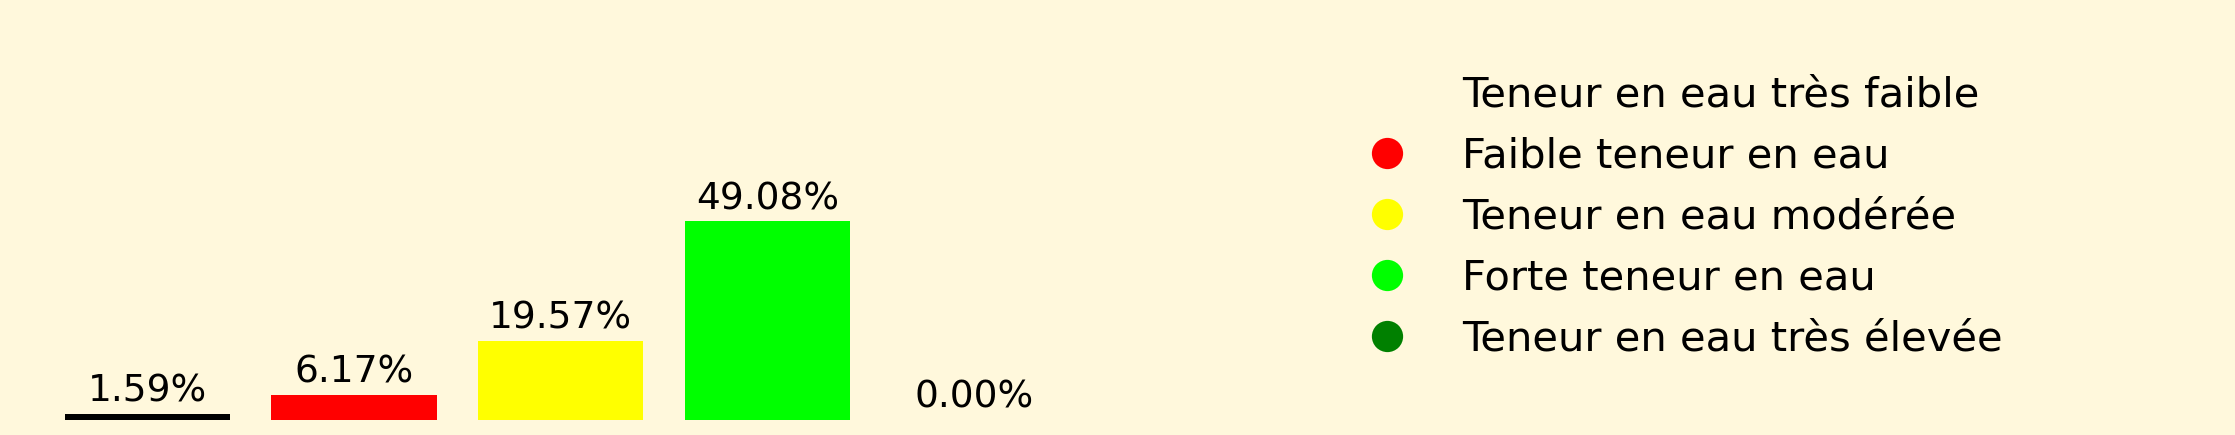 1.59%
6.17%
19.57%
49.08%
0.00%
Teneur en eau très faible
Faible teneur en eau
Teneur en eau modérée
Forte teneur en eau
Teneur en eau très élevée